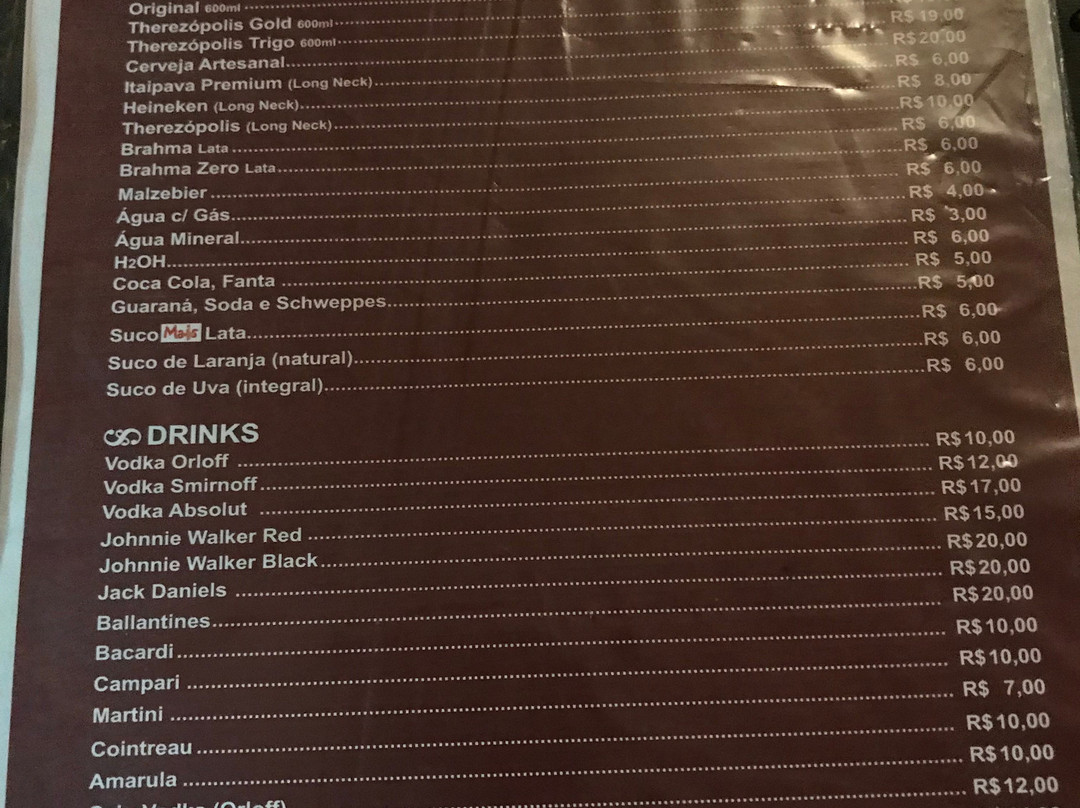 Original 600ml
Therezópolis Gold 600ml
Therezópolis Trigo 600ml R$ 19,00
Cerveja Artesanal R$ 20,00
Itaipava Premium (Long Neck) R$ 6,00
Heineken (Long Neck) R$ 8,00
Therezópolis (Long Neck) R$ 10,00
Brahma Lata R$ 6,00
Brahma Zero Lata R$ 6,00
Malzebier R$ 6,00
Água c/ Gás R$ 4,00
Água Mineral R$ 3,00
H2OH R$ 6,00
Coca Cola, Fanta R$ 5,00
Guaraná, Soda e Schweppes R$ 5,00
Suco Mais Lata R$ 6,00
Suco de Laranja (natural) R$ 6,00
Suco de Uva (integral) R$ 6,00
DRINKS
Vodka Orloff R$ 10,00
Vodka Smirnoff R$ 12,00
Vodka Absolut R$ 17,00
Johnnie Walker Red R$ 15,00
Johnnie Walker Black R$ 20,00
Jack Daniels R$ 20,00
Ballantines R$ 20,00
Bacardi R$ 10,00
Campari R$ 10,00
Martini R$ 7,00
Cointreau R$ 10,00
Amarula R$ 10,00
Vodka (Orloff) R$ 12,00